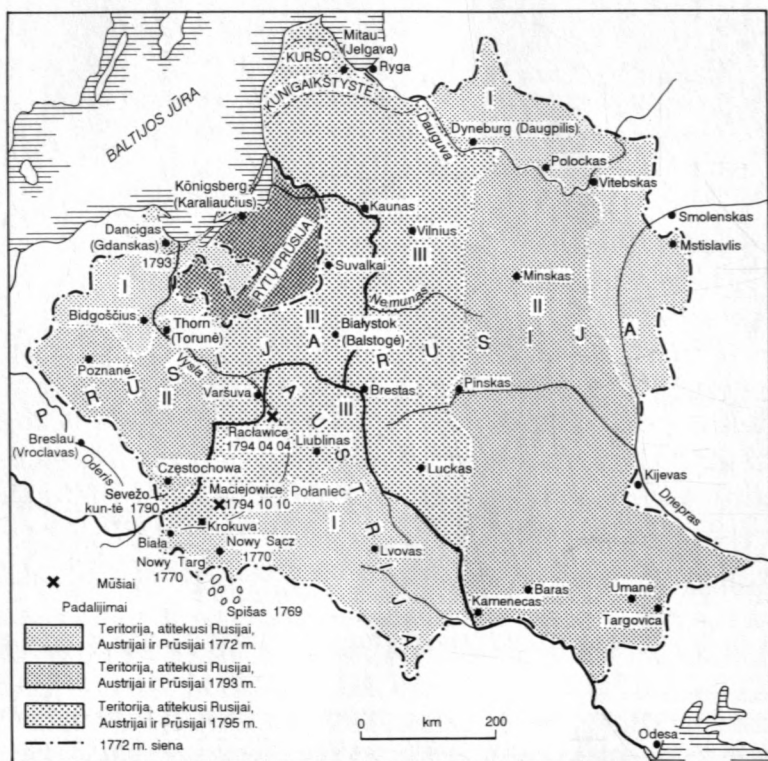 Mitau
(Jelgava)
KURŠO
KUNIGAIKŠTYSTĖ
Ryga
BALTIJOS JŪRA
Dauguva
I
Dyneburg (Daugpilis)
Polockas
Vitebskas
Königsberg
(Karaliaučius)
Kaunas
Vilnius
III
Smolenskas
Mstislavlis
Dancigas
(Gdanskas)
1793
RYTŲ PRŪSIJA
Suvalkai
Minskas
II
Nemunas
I
Bidgoščius
Thorn
(Torunė)
III
Białystok
(Balstogė)
PRŪSIJA
RUSIJA
Poznanė
II
Vysla
Varšuva
III
Brestas
Pinskas
AUSTRIJA
Racławice
1794 04 04
Liublinas
Breslau
(Vroclavas)
Oderis
Luckas
Częstochowa
Kijevas
Dnepras
Sevežo
kun-tė 1790
Maciejowice
1794 10 10
Połaniec
I
Krokuva
Biała
Nowy Sącz
1770
Nowy Targ
1770
Lvovas
Spišas 1769
Baras
Umanė
Kamenecas
Targovica
Mūšiai
Padalijimai
Teritorija, atitekusi Rusijai,
Austrijai ir Prūsijai 1772 m.
Teritorija, atitekusi Rusijai,
Austrijai ir Prūsijai 1793 m.
Teritorija, atitekusi Rusijai,
Austrijai ir Prūsijai 1795 m.
1772 m. siena
0 km 200
Odesa